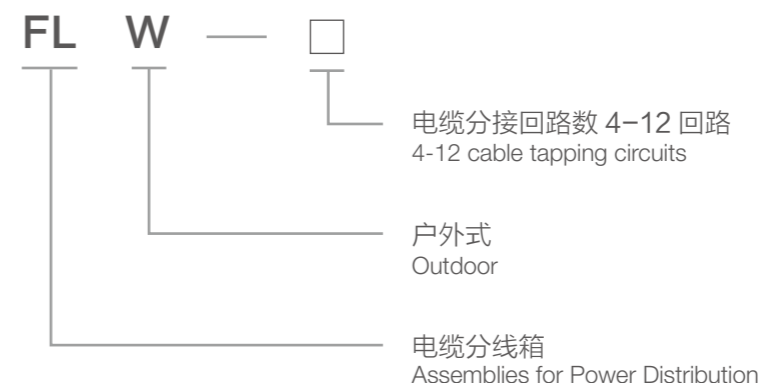 FL W — □
电缆分接回路数 4-12 回路
4-12 cable tapping circuits
户外式
Outdoor
电缆分线箱
Assemblies for Power Distribution